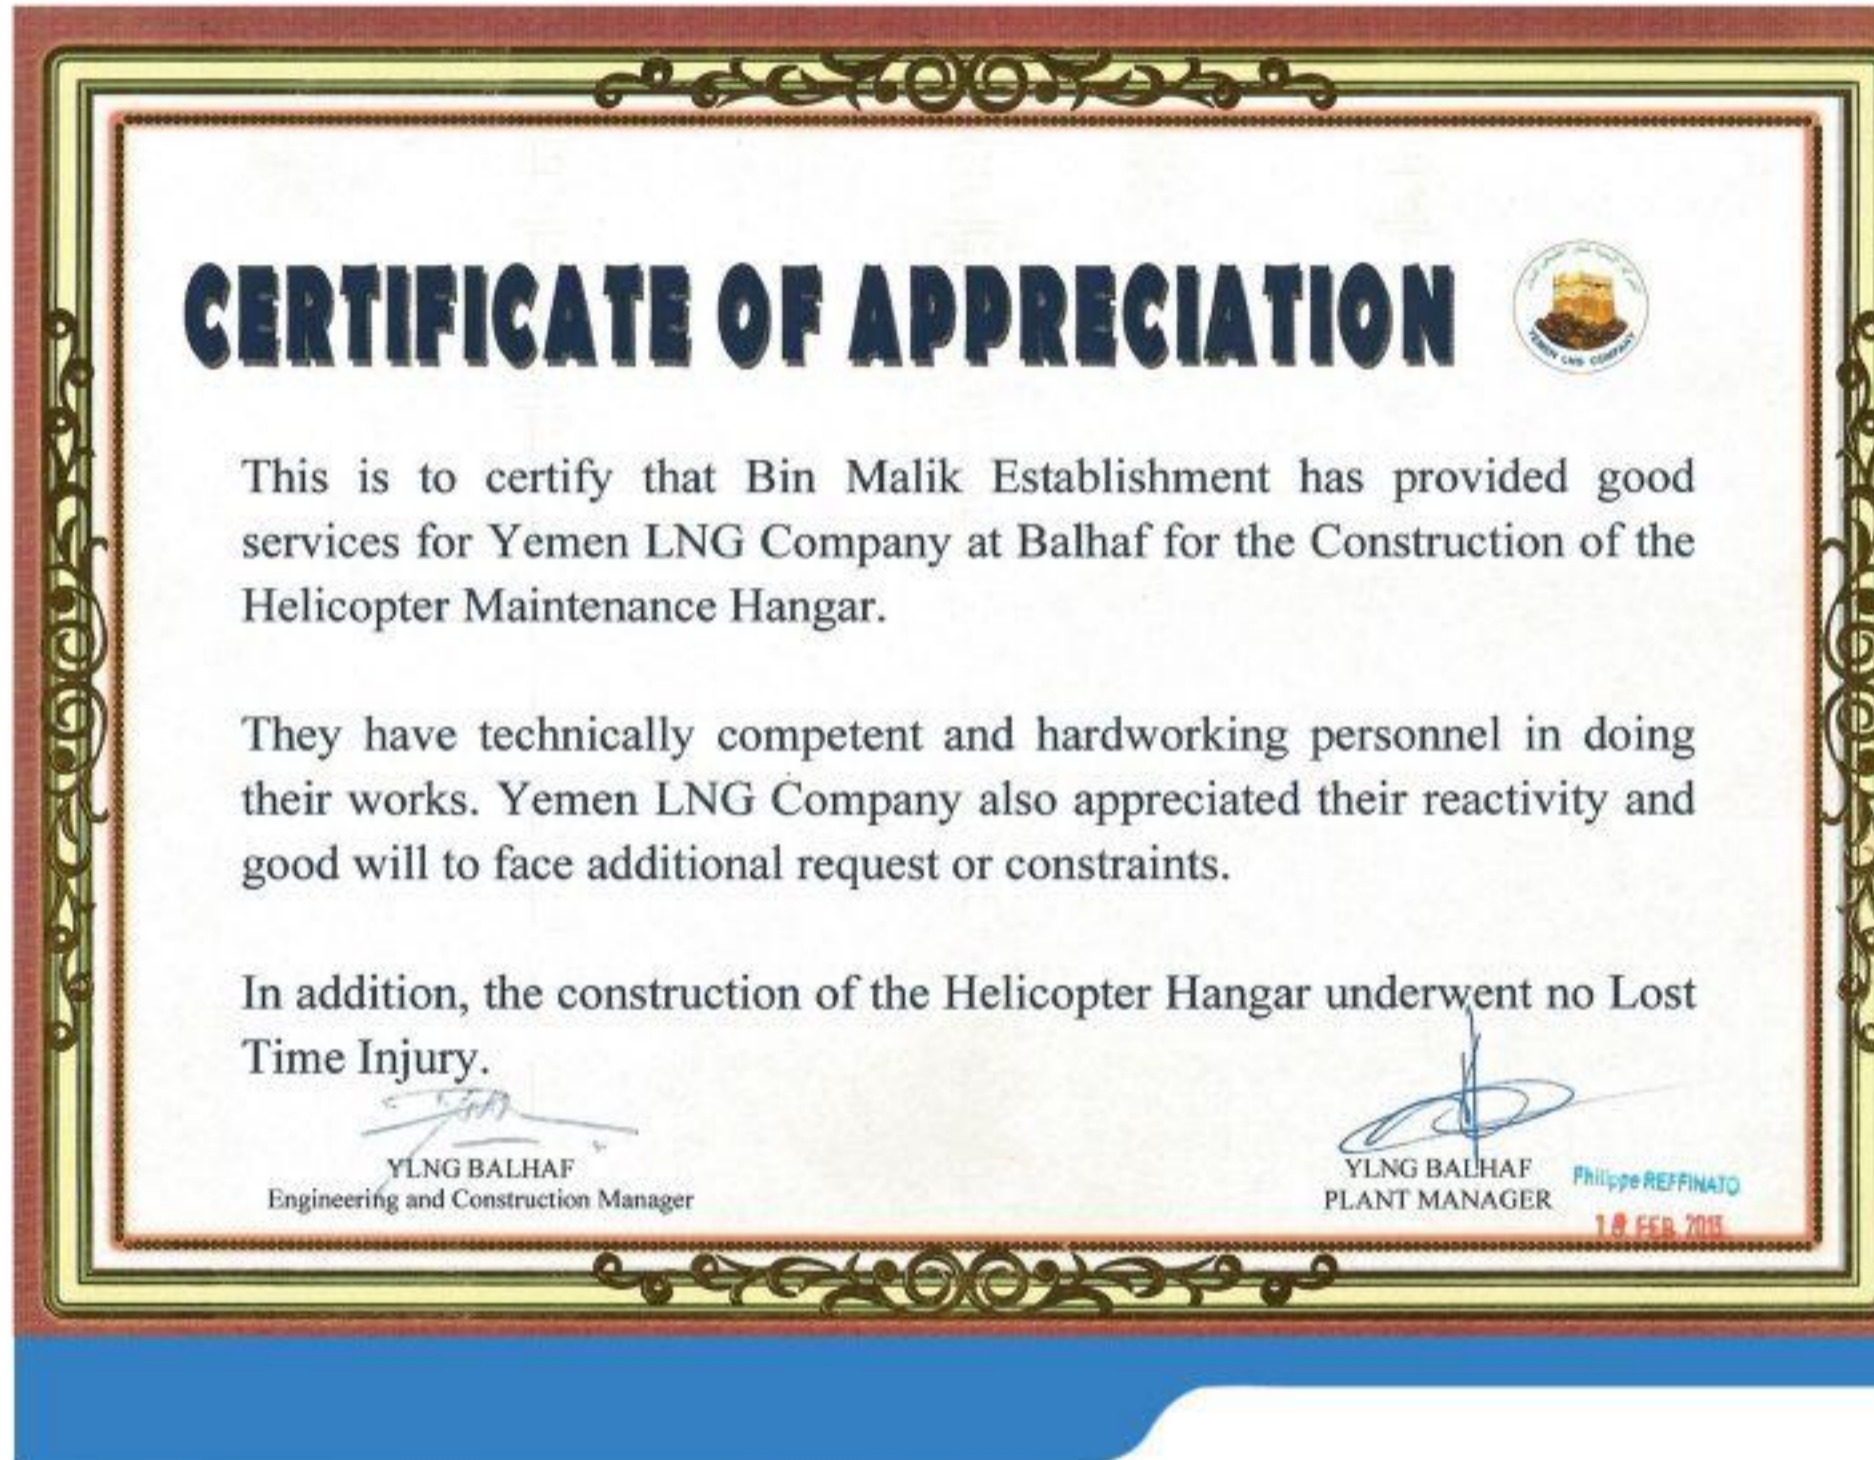 CERTIFICATE OF APPRECIATION
YEMEN LNG COMPANY
This is to certify that Bin Malik Establishment has provided good
services for Yemen LNG Company at Balhaf for the Construction of the
Helicopter Maintenance Hangar.
They have technically competent and hardworking personnel in doing
their works. Yemen LNG Company also appreciated their reactivity and
good will to face additional request or constraints.
In addition, the construction of the Helicopter Hangar underwent no Lost
Time Injury.
YLNG BALHAF
Engineering and Construction Manager
YLNG BALHAF
PLANT MANAGER
Philippe REFFINATO
FEB.